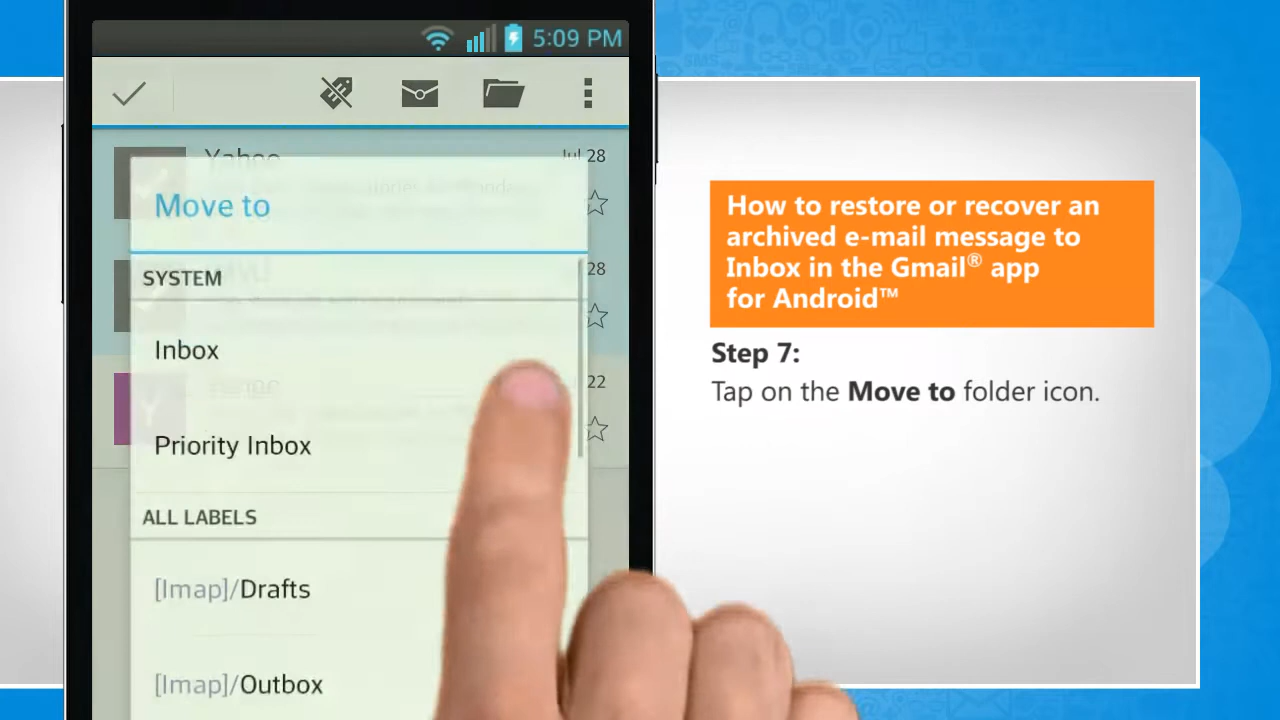 5:09 PM
Yahoo
Jul 28
Move to
28
SYSTEM
Inbox
22
Priority Inbox
ALL LABELS
[Imap]/Drafts
[Imap]/Outbox
How to restore or recover an
archived e-mail message to
Inbox in the Gmail® app
for Android™
Step 7:
Tap on the Move to folder icon.